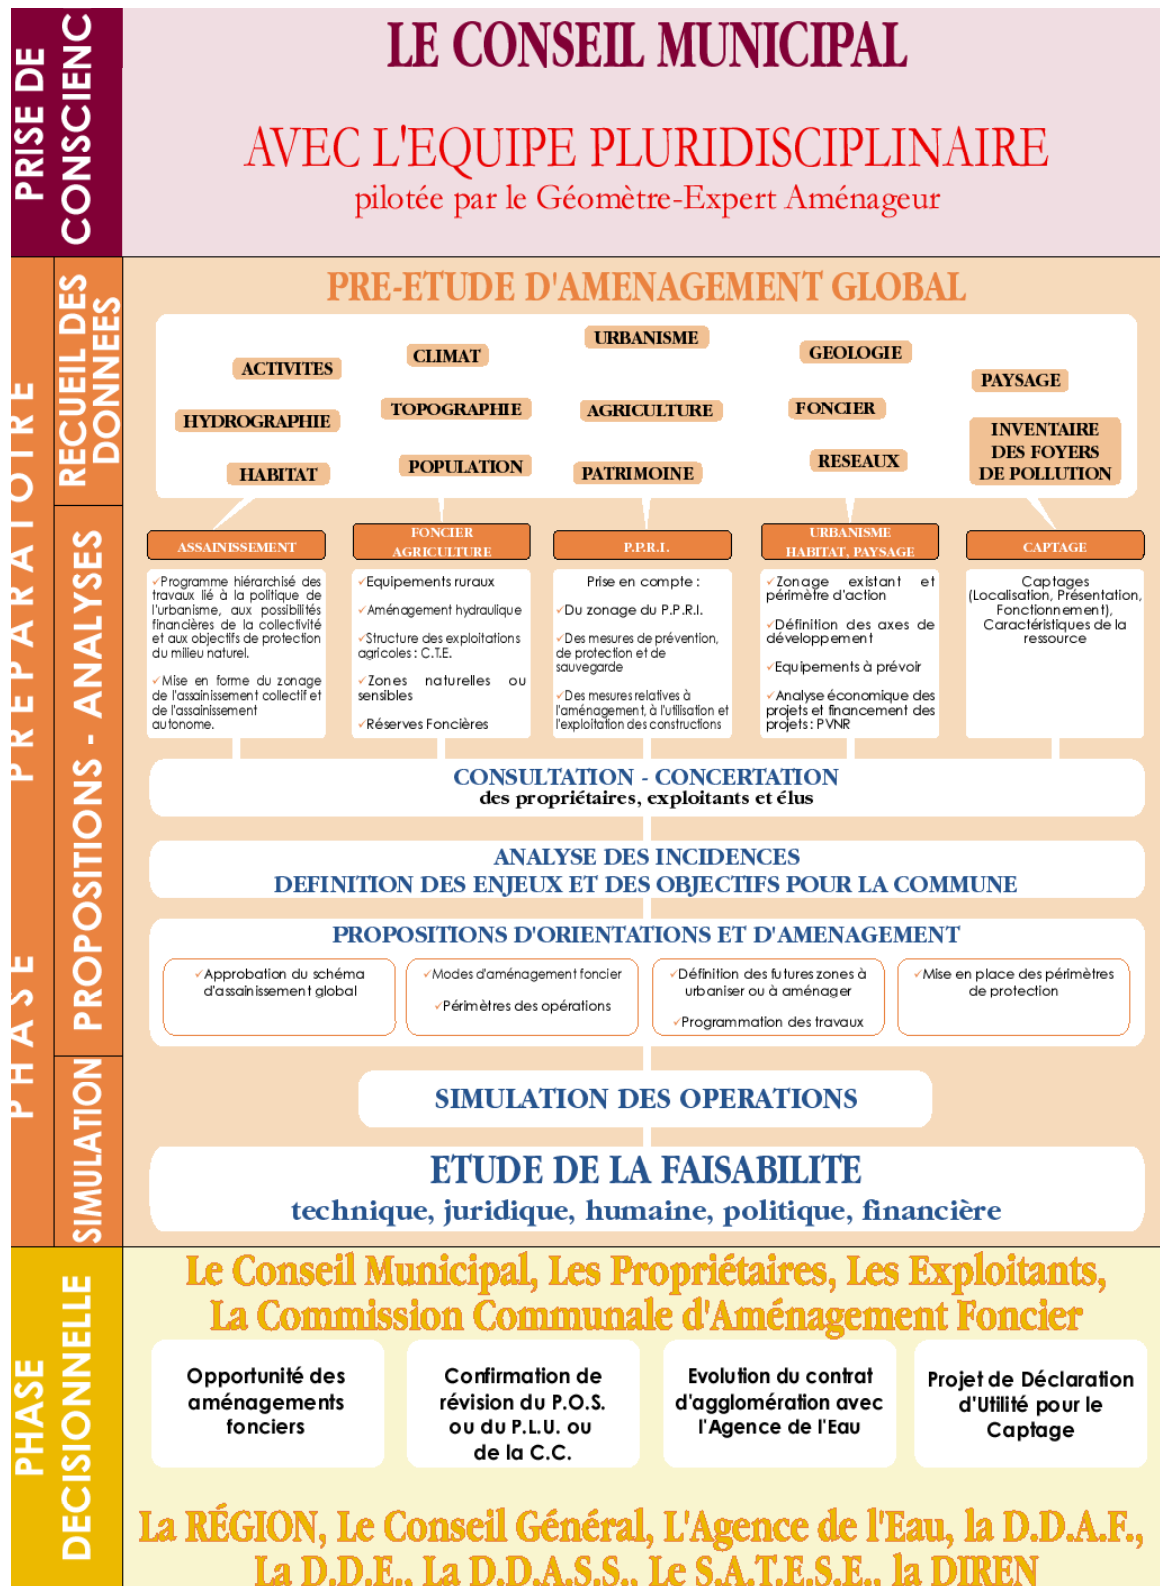 PRISE DE
CONSCIENC
LE CONSEIL MUNICIPAL
AVEC L'EQUIPE PLURIDISCIPLINAIRE
pilotée par le Géomètre-Expert Aménageur
PHASE PREPARATOIRE
RECUEIL DES
DONNEES
PRE-ETUDE D'AMENAGEMENT GLOBAL
URBANISME
CLIMAT
GEOLOGIE
ACTIVITES
PAYSAGE
TOPOGRAPHIE
AGRICULTURE
FONCIER
HYDROGRAPHIE
INVENTAIRE
DES FOYERS
DE POLLUTION
HABITAT
POPULATION
PATRIMOINE
RESEAUX
PROPOSITIONS - ANALYSES
ASSAINISSEMENT
✓Programme hiérarchisé des
travaux lié à la politique de
l'urbanisme, aux possibilités
financières de la collectivité
et aux objectifs de protection
du milieu naturel.
✓Mise en forme du zonage
de l'assainissement collectif et
de l'assainissement
autonome.
FONCIER
AGRICULTURE
✓Equipements ruraux
✓Aménagement hydraulique
✓Structure des exploitations
agricoles : C.T.E.
✓Zones naturelles ou
sensibles
✓Réserves Foncières
P.P.R.I.
Prise en compte :
✓Du zonage du P.P.R.I.
✓Des mesures de prévention,
de protection et de
sauvegarde
✓Des mesures relatives à
l'aménagement, à l'utilisation et
l'exploitation des constructions
URBANISME
HABITAT, PAYSAGE
✓Zonage existant et
périmètre d'action
✓Définition des axes de
développement
✓Equipements à prévoir
✓Analyse économique des
projets et financement des
projets : PVNR
CAPTAGE
Captages
(Localisation, Présentation,
Fonctionnement),
Caractéristiques de la
ressource
CONSULTATION - CONCERTATION
des propriétaires, exploitants et élus
ANALYSE DES INCIDENCES
DEFINITION DES ENJEUX ET DES OBJECTIFS POUR LA COMMUNE
PROPOSITIONS D'ORIENTATIONS ET D'AMENAGEMENT
✓Approbation du schéma
d'assainissement global
✓Modes d'aménagement foncier
✓Périmètres des opérations
✓Définition des futures zones à
urbaniser ou à aménager
✓Programmation des travaux
✓Mise en place des périmètres
de protection
SIMULATION
SIMULATION DES OPERATIONS
ETUDE DE LA FAISABILITE
technique, juridique, humaine, politique, financière
PHASE
DECISIONNELLE
Le Conseil Municipal, Les Propriétaires, Les Exploitants,
La Commission Communale d'Aménagement Foncier
Opportunité des
aménagements
fonciers
Confirmation de
révision du P.O.S.
ou du P.L.U. ou
de la C.C.
Evolution du contrat
d'agglomération avec
l'Agence de l'Eau
Projet de Déclaration
d'Utilité pour le
Captage
La RÉGION, Le Conseil Général, L'Agence de l'Eau, la D.D.A.F.,
La D.D.E., La D.D.A.S.S., Le S.A.T.E.S.E., la DIREN